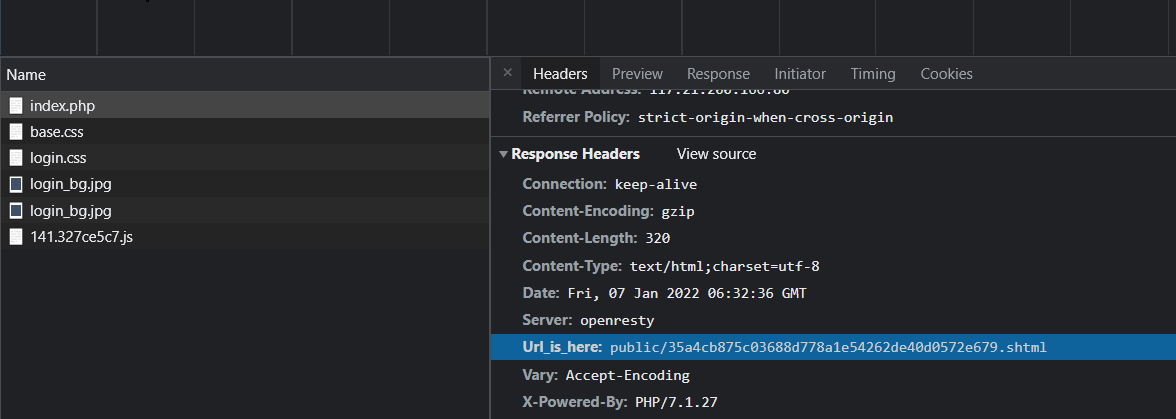 Name
index.php
base.css
login.css
login_bg.jpg
login_bg.jpg
141.327ce5c7.js
× Headers Preview Response Initiator Timing Cookies
Remote Address:
Referrer Policy: strict-origin-when-cross-origin
Response Headers View source
Connection: keep-alive
Content-Encoding: gzip
Content-Length: 320
Content-Type: text/html;charset=utf-8
Date: Fri, 07 Jan 2022 06:32:36 GMT
Server: openresty
Url_is_here: public/35a4cb875c03688d778a1e54262de40d0572e679.shtml
Vary: Accept-Encoding
X-Powered-By: PHP/7.1.27